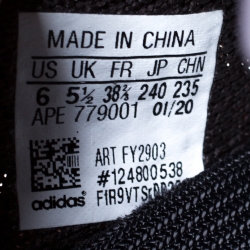 MADE IN CHINA
US UK FR JP CHN
6 5½ 38⅔ 240 235
APE 779001 01/20
ART FY2903
#124800538
adidas